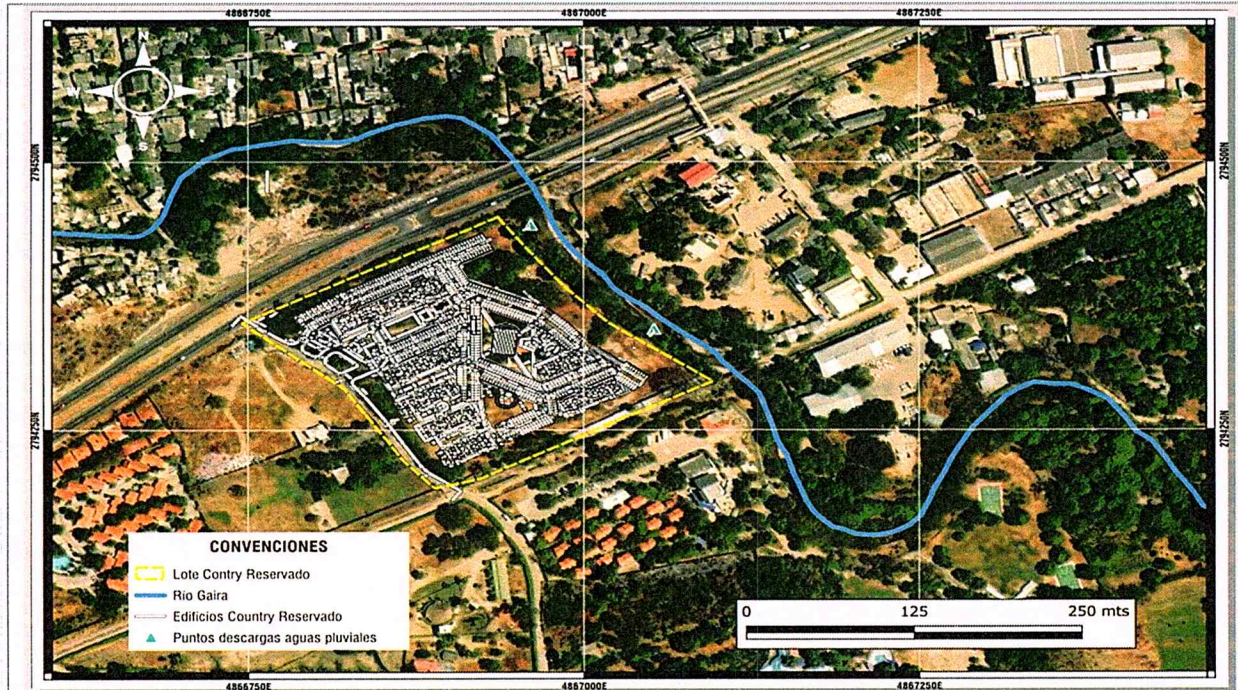 4866750E 4867000E 4867250E
N
W E
S
2794500N 2794500N
2794250N 2794250N
CONVENCIONES
Lote Contry Reservado
Río Gaira
Edificios Country Reservado
Puntos descargas aguas pluviales
0 125 250 mts
4866750E 4867000E 4867250E